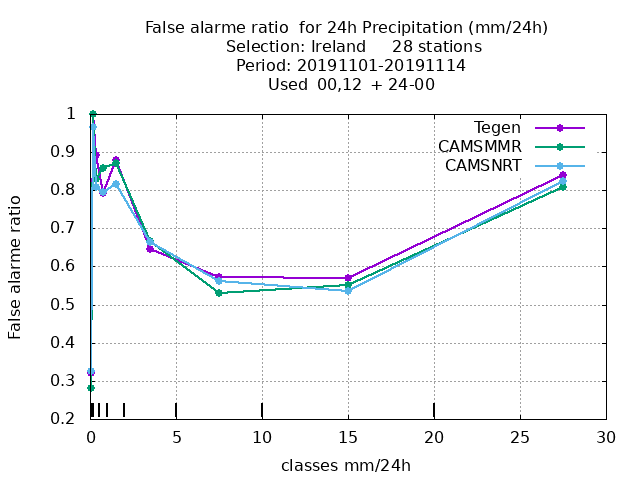 False alarme ratio  for 24h Precipitation (mm/24h)
Selection: Ireland     28 stations
Period: 20191101-20191114
Used  00,12  + 24-00
Tegen
CAMSMMR
CAMSNRT
False alarme ratio
1
0.9
0.8
0.7
0.6
0.5
0.4
0.3
0.2
0 5 10 15 20 25 30
classes mm/24h